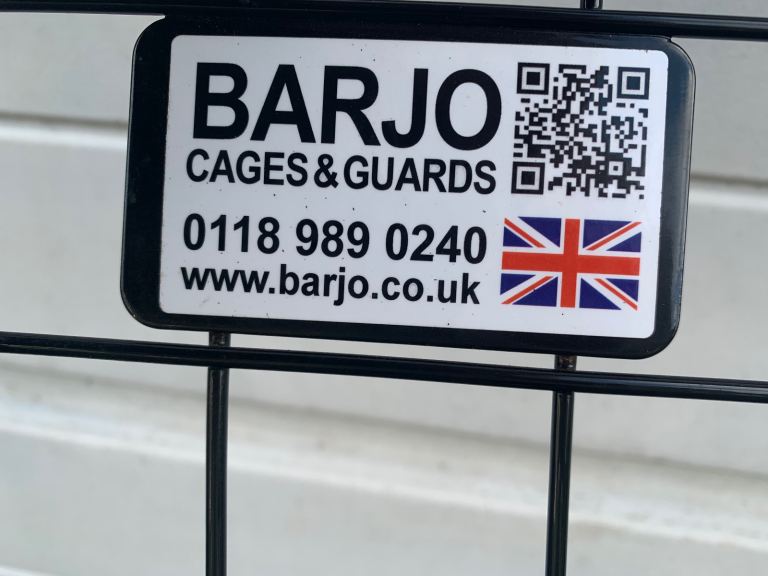 BARJO
CAGES & GUARDS
0118 989 0240
www.barjo.co.uk